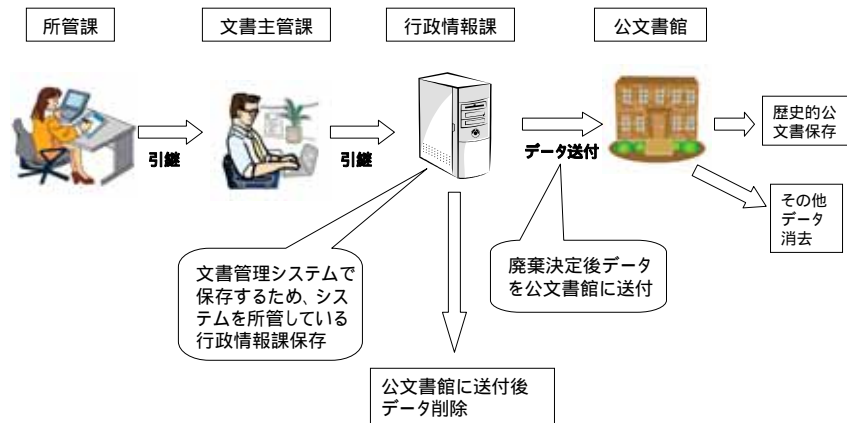 所管課
文書主管課
行政情報課
公文書館
引継
引継
データ送付
歴史的公
文書保存
その他
データ
消去
文書管理システムで
保存するため、シス
テムを所管している
行政情報課保存
廃棄決定後データ
を公文書館に送付
公文書館に送付後
データ削除